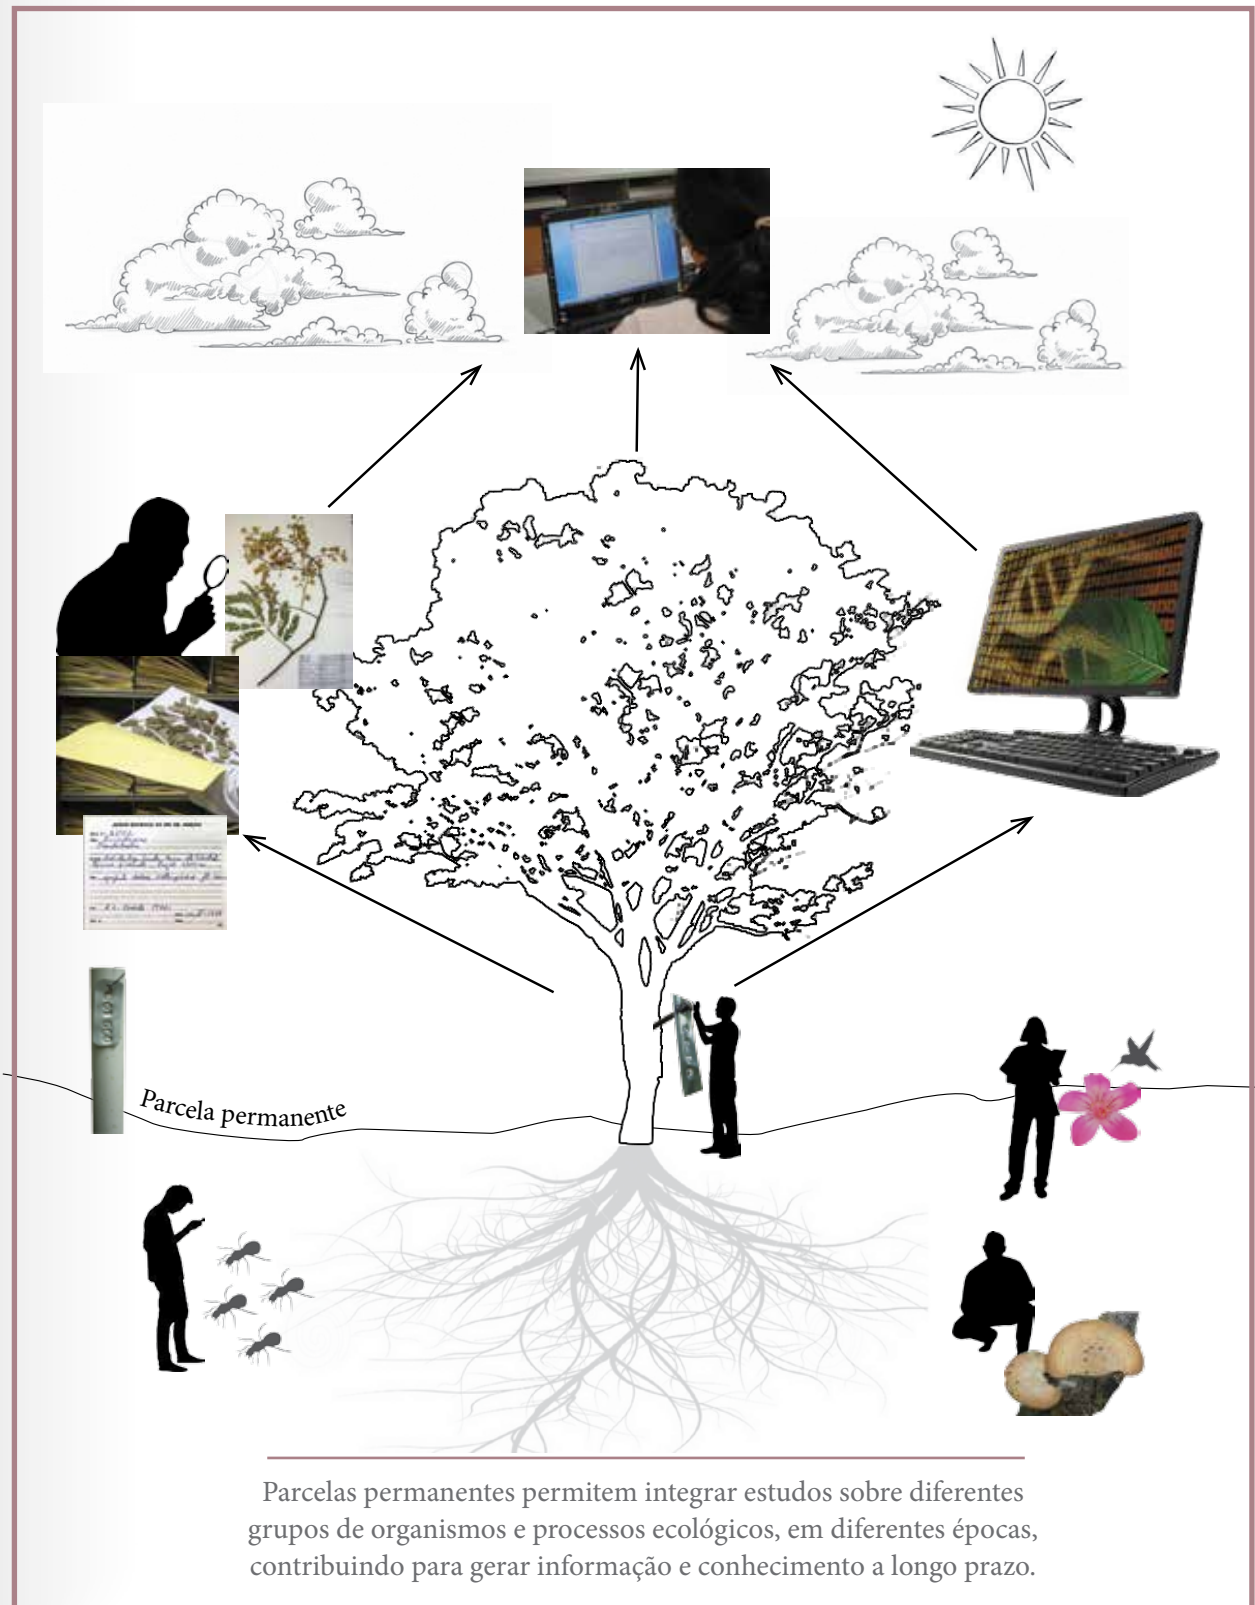 Parcela permanente
Parcelas permanentes permitem integrar estudos sobre diferentes
grupos de organismos e processos ecológicos, em diferentes épocas,
contribuindo para gerar informação e conhecimento a longo prazo.